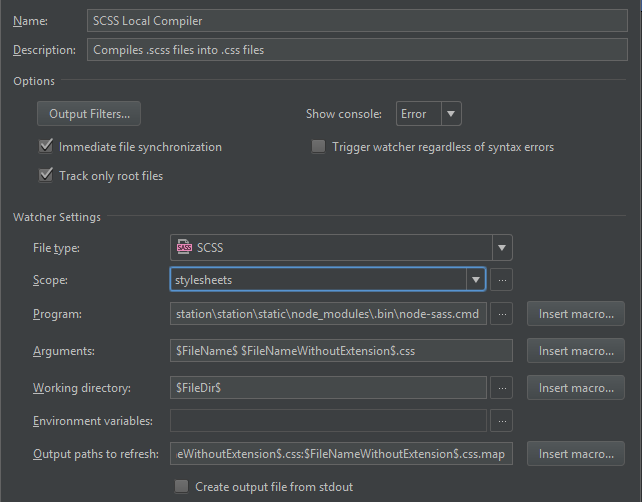 Name: SCSS Local Compiler
Description: Compiles .scss files into .css files
Options
Output Filters... Show console: Error
Immediate file synchronization Trigger watcher regardless of syntax errors
Track only root files
Watcher Settings
File type: SASS SCSS
Scope: stylesheets ...
Program: station\station\static\node_modules\.bin\node-sass.cmd ... Insert macro...
Arguments: $FileName$ $FileNameWithoutExtension$.css Insert macro...
Working directory: $FileDir$ ... Insert macro...
Environment variables: ...
Output paths to refresh: eWithoutExtension$.css:$FileNameWithoutExtension$.css.map Insert macro...
Create output file from stdout